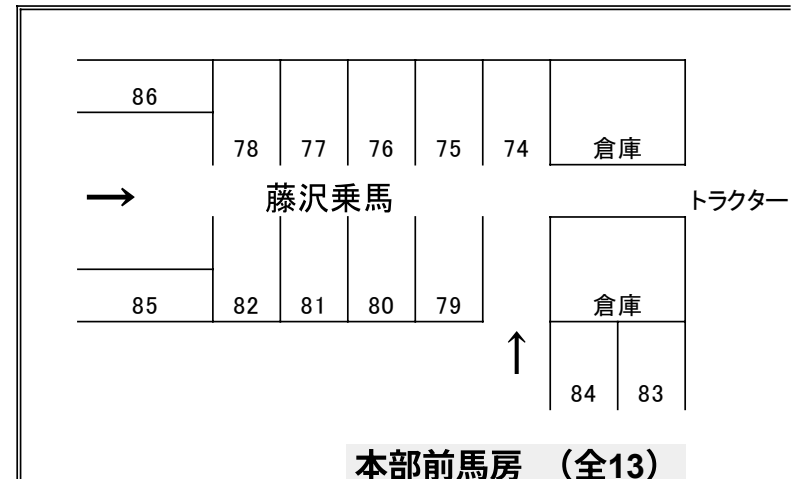 86
78 77 76 75 74 倉庫
→ 藤沢乗馬 トラクター
85 82 81 80 79 倉庫
↑
84 83
本部前馬房 （全13）